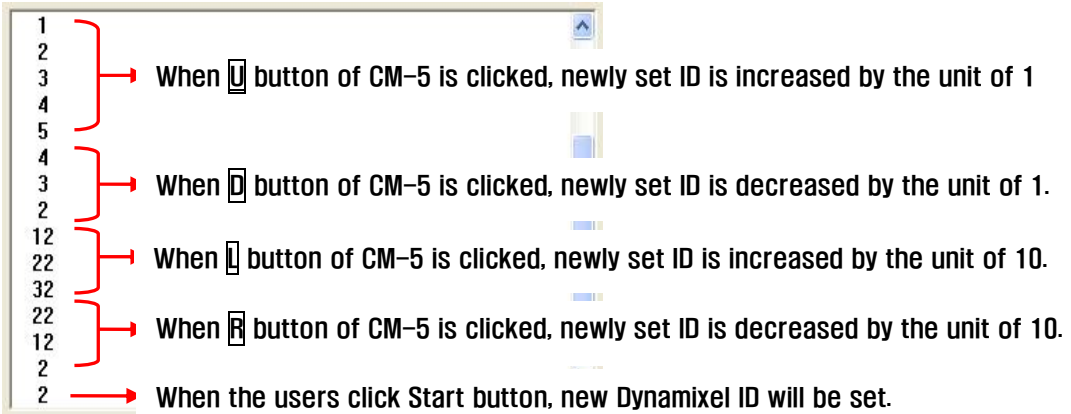 1
2
3 When U button of CM-5 is clicked, newly set ID is increased by the unit of 1
4
5
4
3 When D button of CM-5 is clicked, newly set ID is decreased by the unit of 1.
2
12
22 When L button of CM-5 is clicked, newly set ID is increased by the unit of 10.
32
22
12 When R button of CM-5 is clicked, newly set ID is decreased by the unit of 10.
2
2 When the users click Start button, new Dynamixel ID will be set.